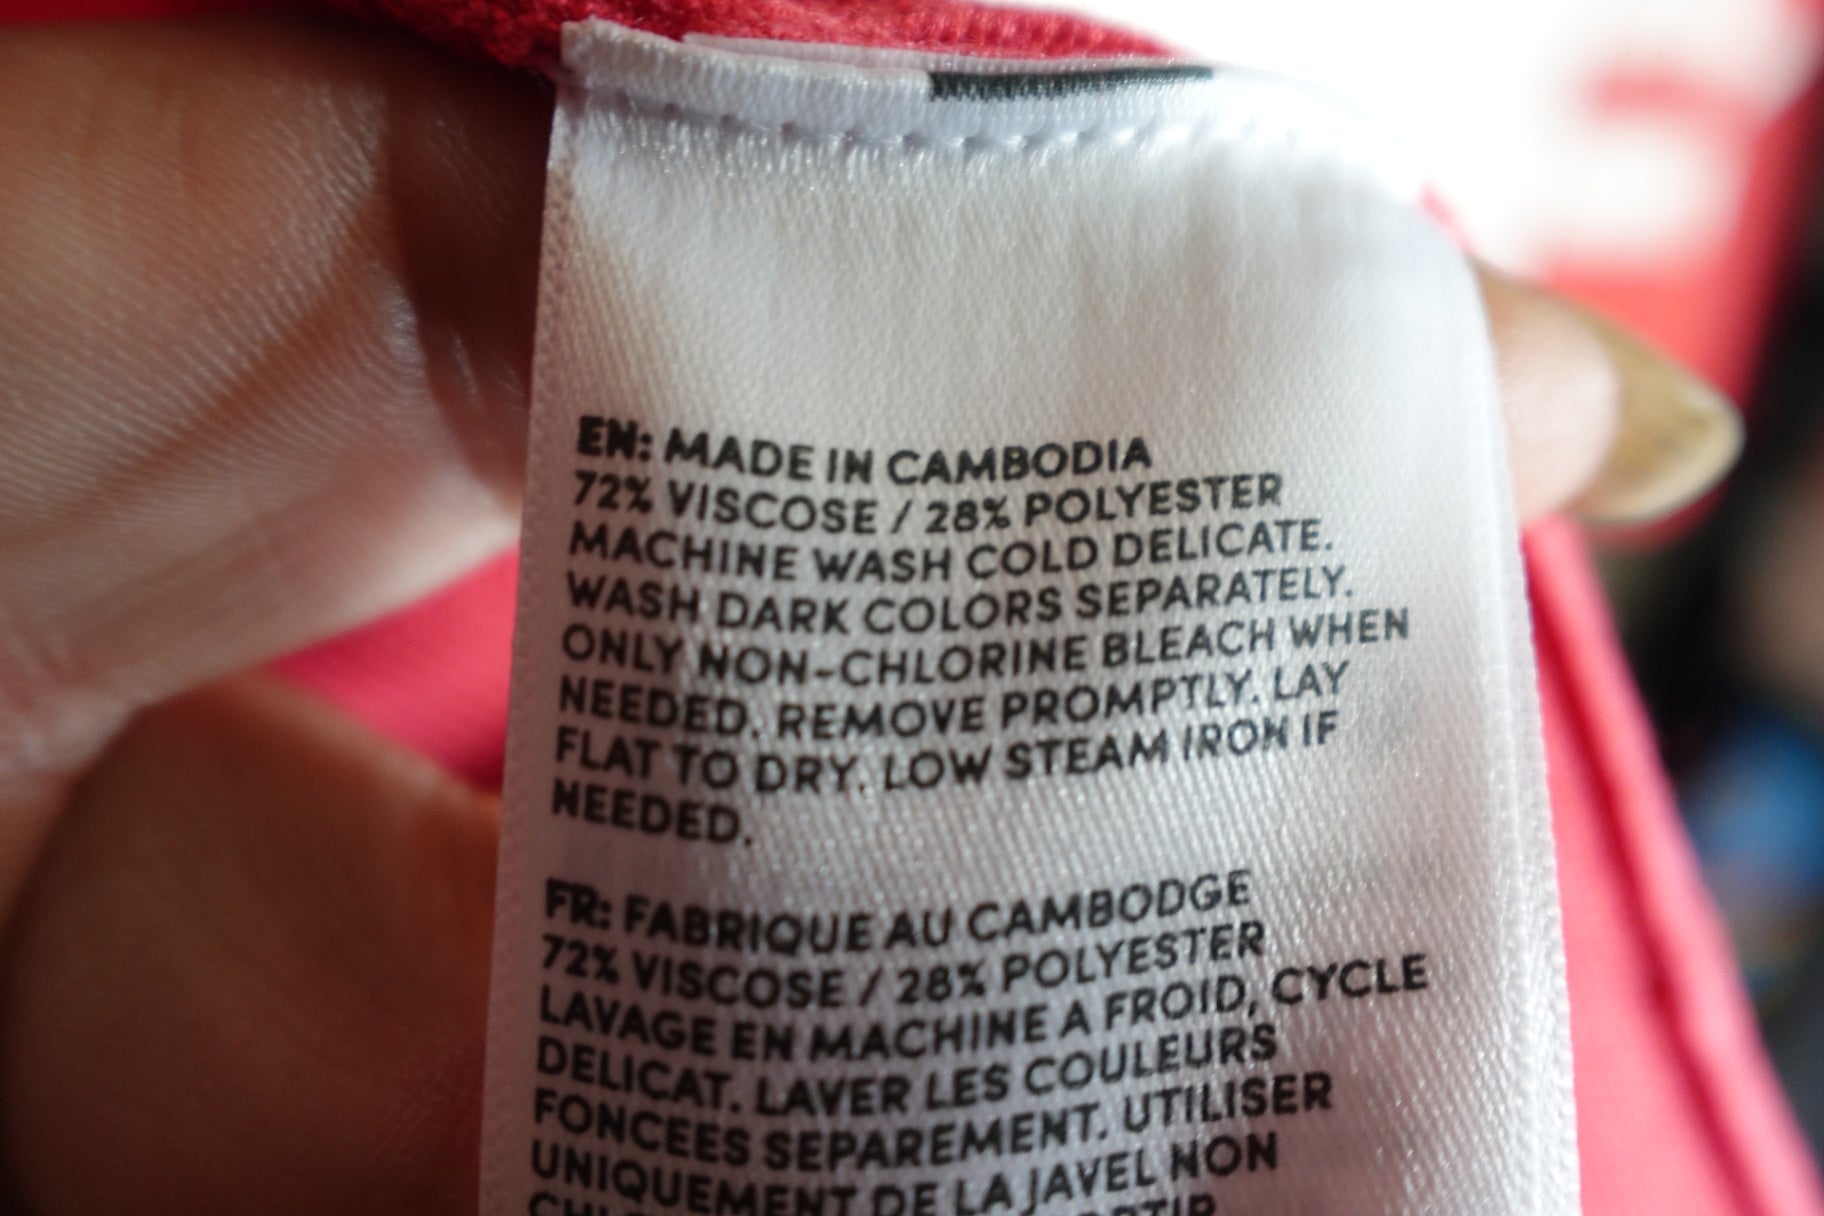 EN: MADE IN CAMBODIA
72% VISCOSE / 28% POLYESTER
MACHINE WASH COLD DELICATE.
WASH DARK COLORS SEPARATELY.
ONLY NON-CHLORINE BLEACH WHEN
NEEDED. REMOVE PROMPTLY. LAY
FLAT TO DRY. LOW STEAM IRON IF
NEEDED.
FR: FABRIQUE AU CAMBODGE
72% VISCOSE / 28% POLYESTER
LAVAGE EN MACHINE A FROID, CYCLE
DELICAT. LAVER LES COULEURS
FONCEES SEPAREMENT. UTILISER
UNIQUEMENT DE LA JAVEL NON